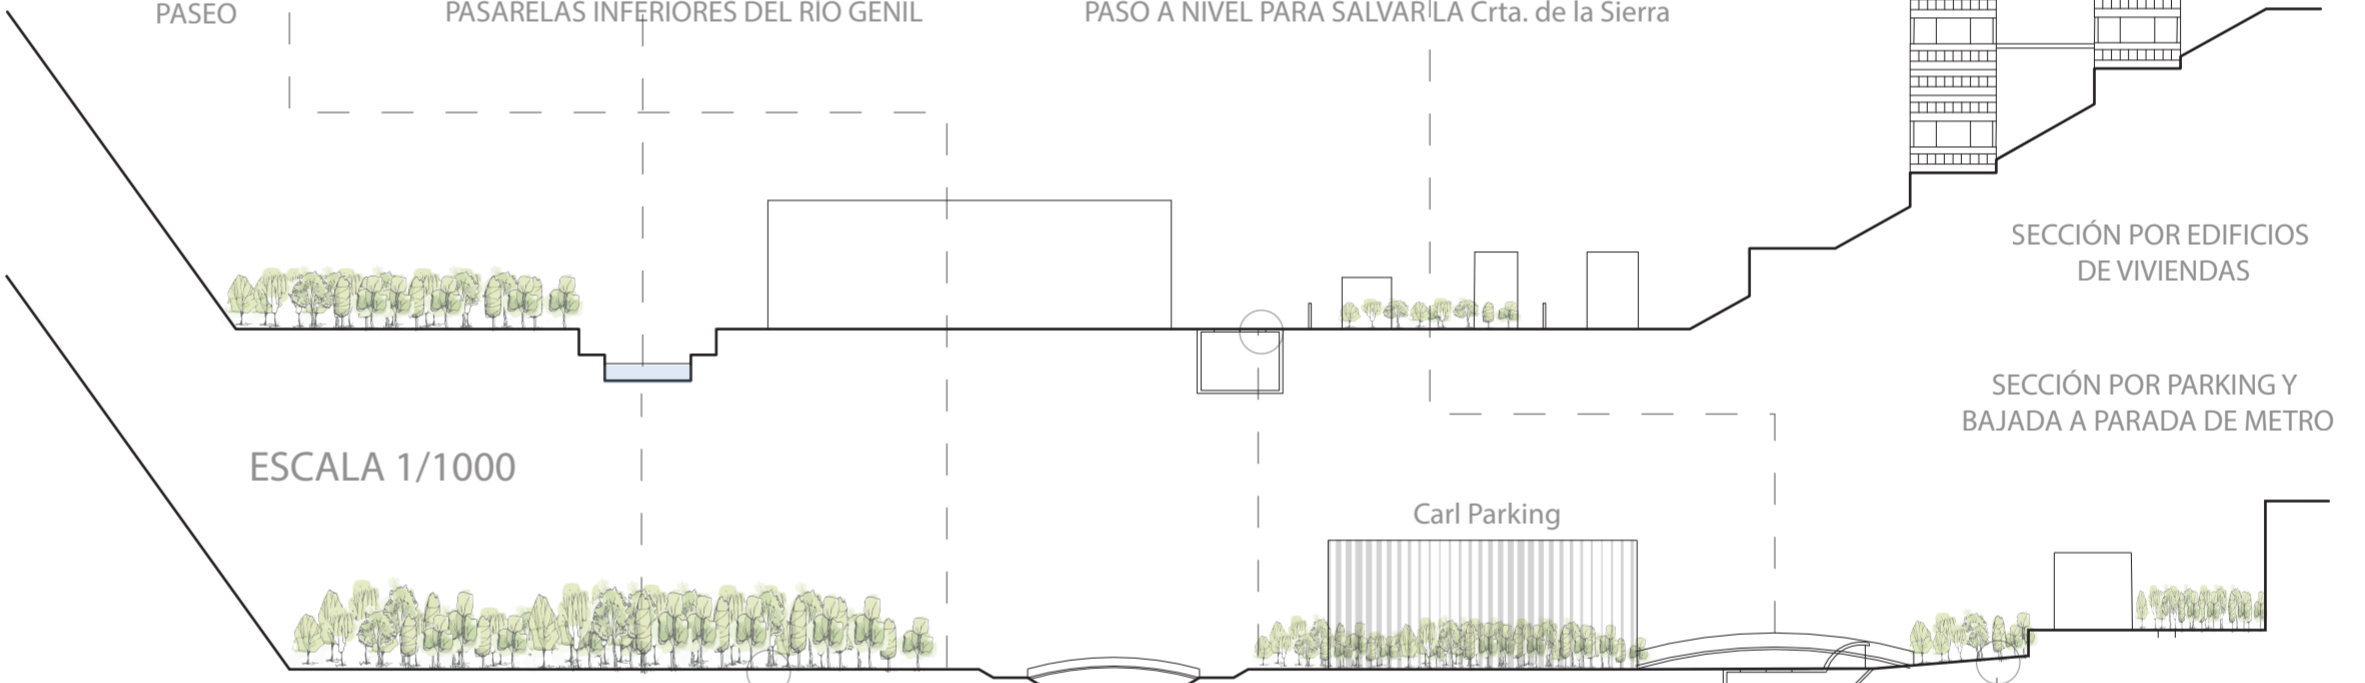 PASEO
PASARELAS INFERIORES DEL RIO GENIL
PASO A NIVEL PARA SALVAR LA Crta. de la Sierra
SECCIÓN POR EDIFICIOS
DE VIVIENDAS
SECCIÓN POR PARKING Y
BAJADA A PARADA DE METRO
ESCALA 1/1000
Carl Parking